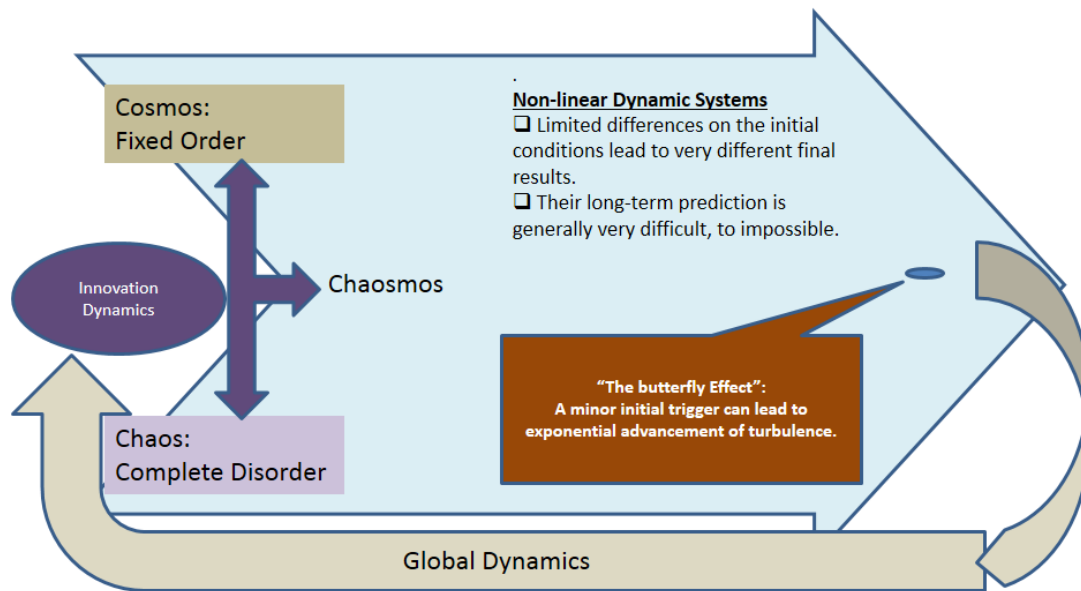 .
Non-linear Dynamic Systems
❑ Limited differences on the initial
conditions lead to very different final
results.
❑ Their long-term prediction is
generally very difficult, to impossible.
Cosmos:
Fixed Order
Innovation
Dynamics
Chaosmos
“The butterfly Effect”:
A minor initial trigger can lead to
exponential advancement of turbulence.
Chaos:
Complete Disorder
Global Dynamics